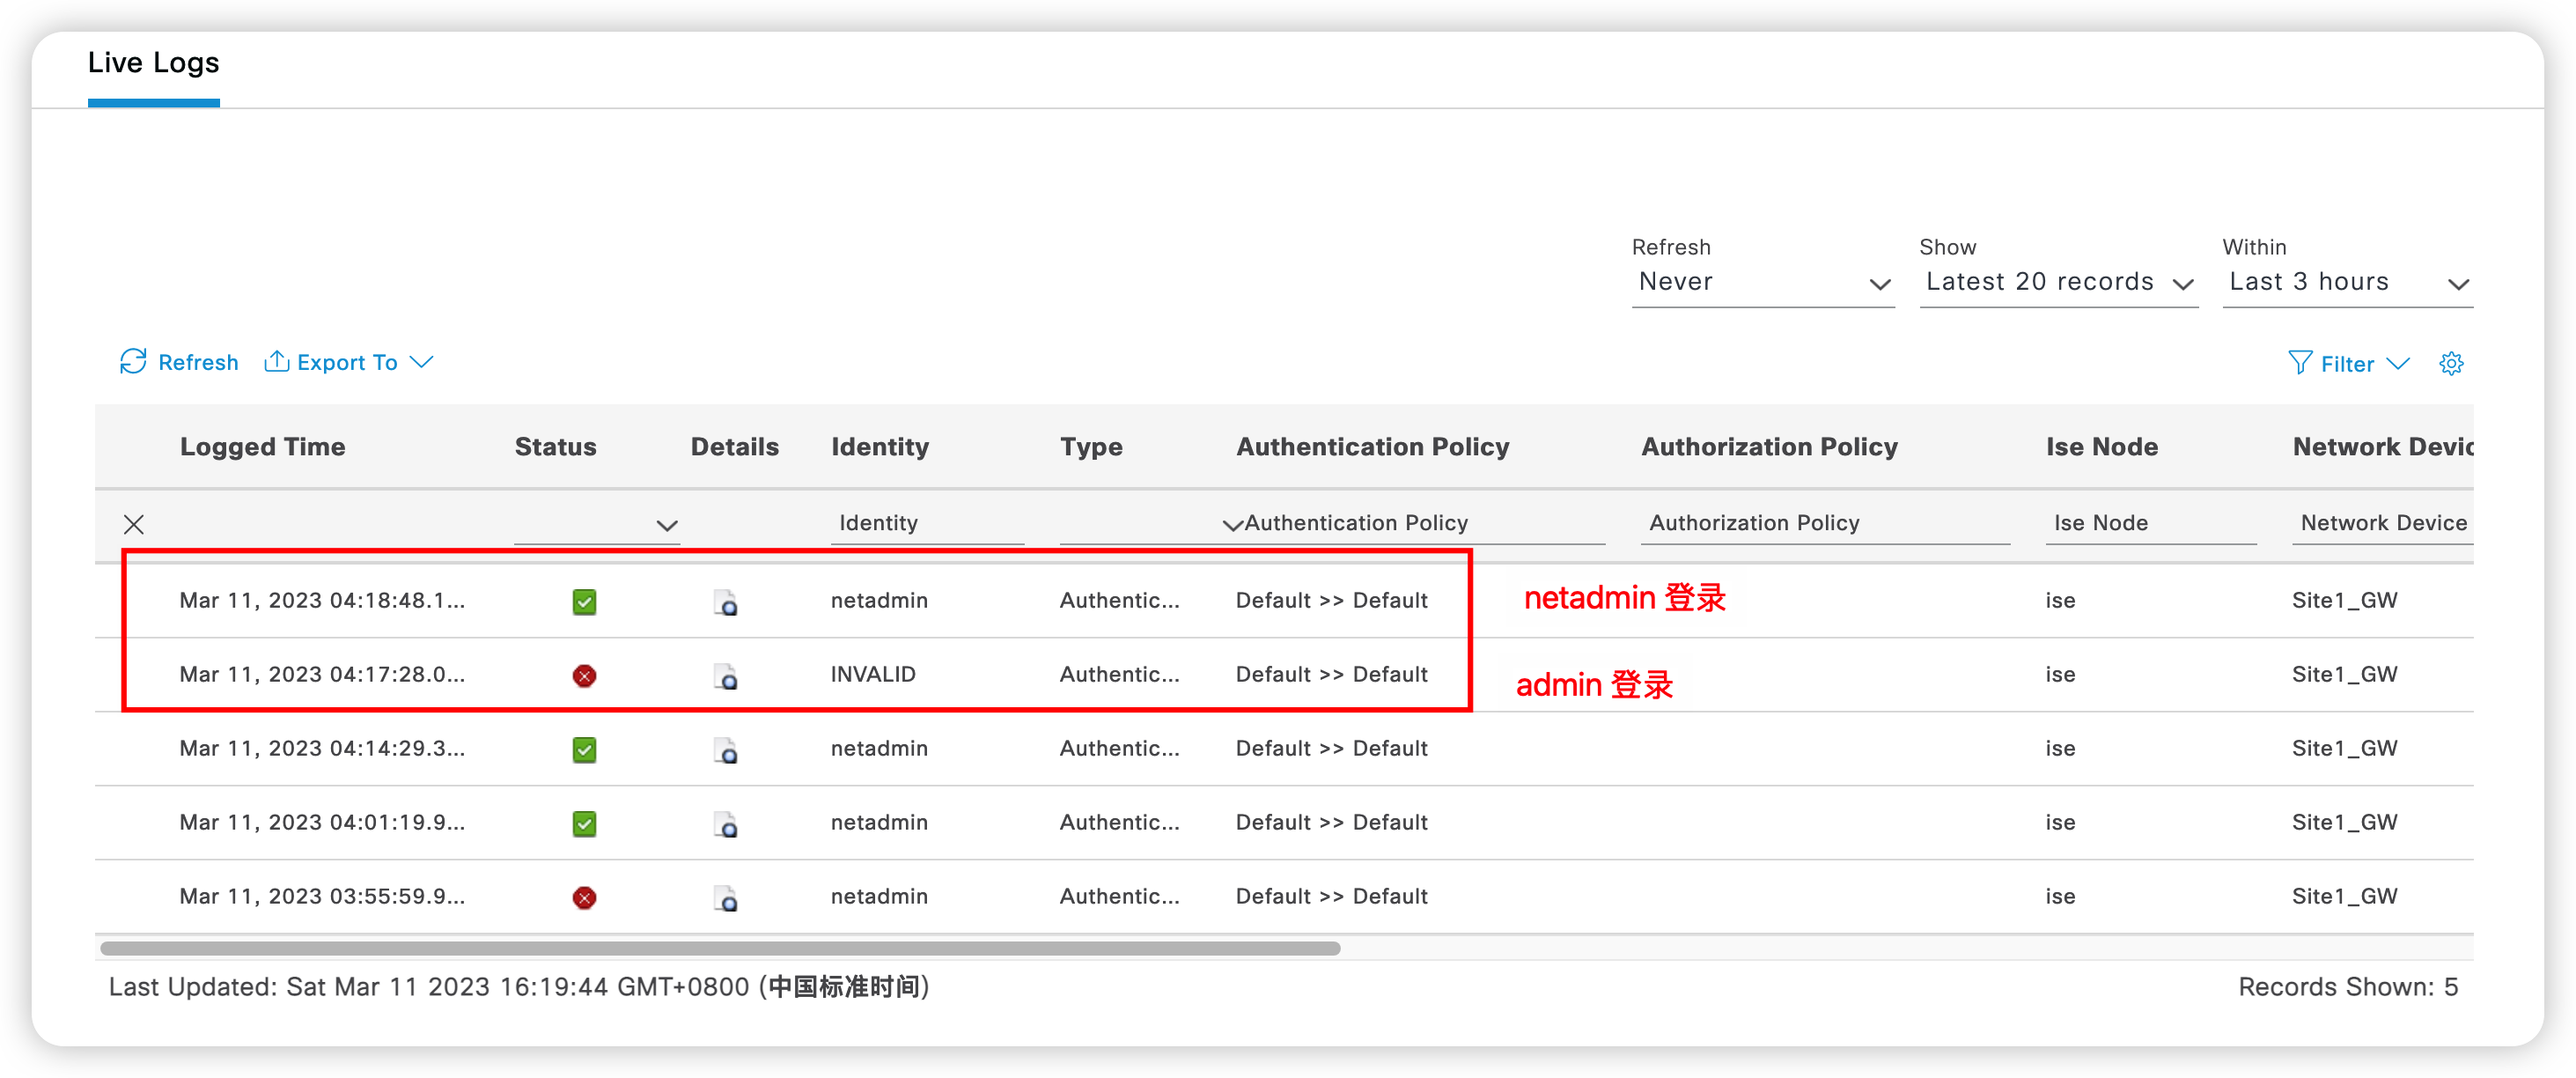 Live Logs
Refresh Show Within
Never Latest 20 records Last 3 hours
Refresh Export To Filter
Logged Time Status Details Identity Type Authentication Policy Authorization Policy Ise Node Network Devic
Identity Authentication Policy Authorization Policy Ise Node Network Device
Mar 11, 2023 04:18:48.1... netadmin Authentic... Default >> Default netadmin 登录 ise Site1_GW
Mar 11, 2023 04:17:28.0... INVALID Authentic... Default >> Default admin 登录 ise Site1_GW
Mar 11, 2023 04:14:29.3... netadmin Authentic... Default >> Default ise Site1_GW
Mar 11, 2023 04:01:19.9... netadmin Authentic... Default >> Default ise Site1_GW
Mar 11, 2023 03:55:59.9... netadmin Authentic... Default >> Default ise Site1_GW
Last Updated: Sat Mar 11 2023 16:19:44 GMT+0800 (中国标准时间) Records Shown: 5